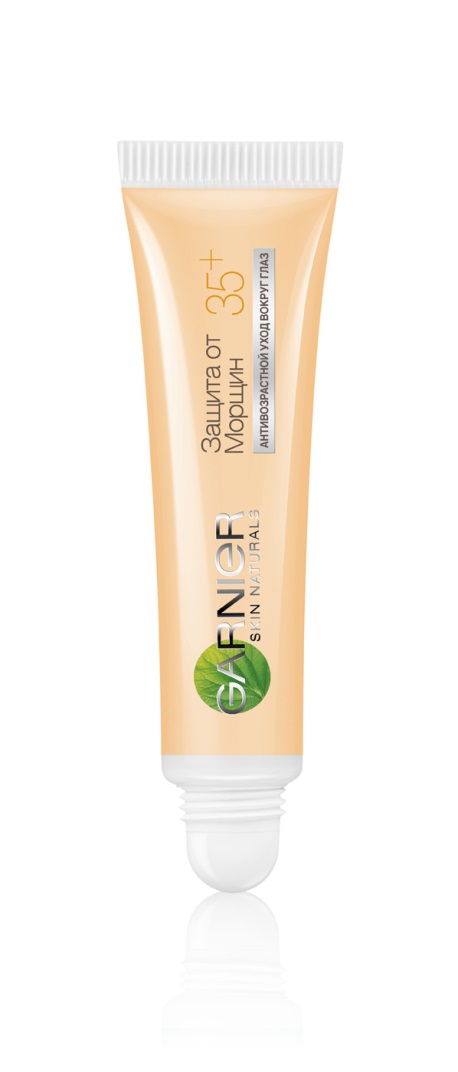 GARNIER
SKIN NATURALS
Защита от
Морщин 35+
АНТИВОЗРАСТНОЙ УХОД ВОКРУГ ГЛАЗ